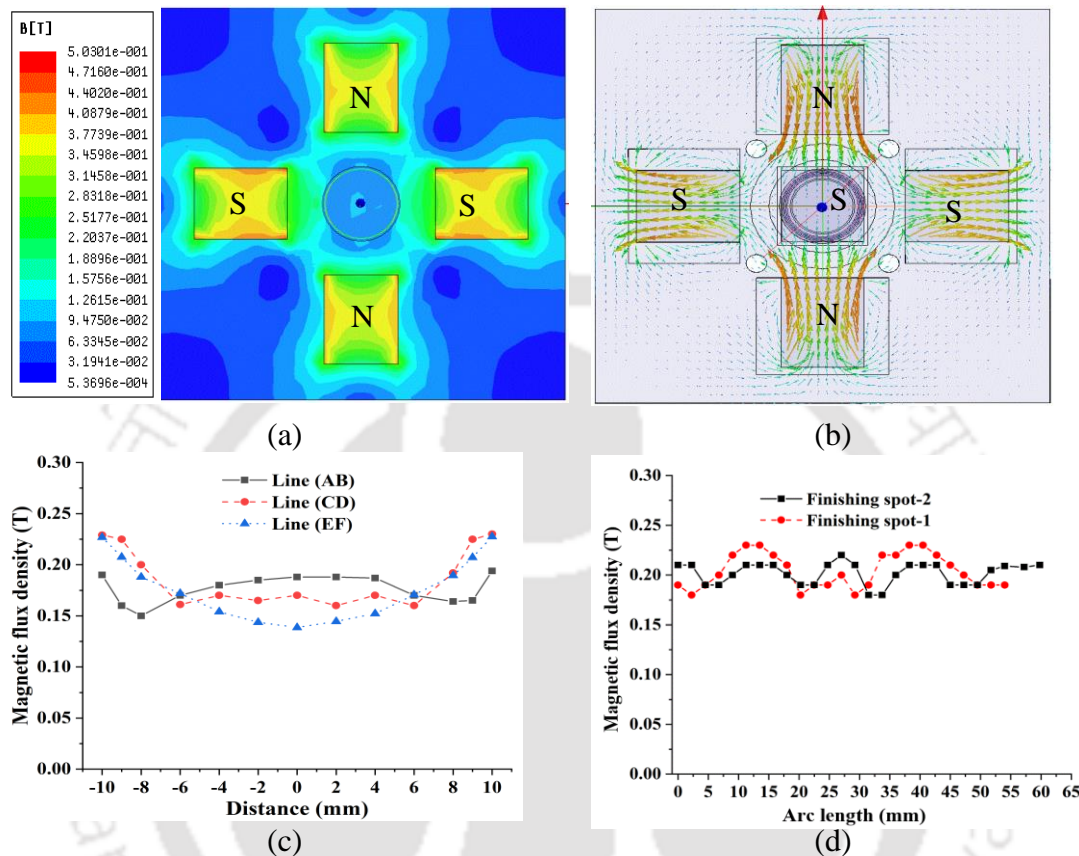 B[T]
5.0301e-001
4.7160e-001
4.4020e-001
4.0879e-001
3.7739e-001
3.4598e-001
3.1458e-001
2.8318e-001
2.5177e-001
2.2037e-001
1.8896e-001
1.5756e-001
1.2615e-001
9.4750e-002
6.3345e-002
3.1941e-002
5.3696e-004
N
S
S
N
N
S
S
S
N
(a)
(b)
Magnetic flux density (T)
0.30
0.25
0.20
0.15
0.10
0.05
0.00
Line (AB)
Line (CD)
Line (EF)
-10 -8 -6 -4 -2 0 2 4 6 8 10
Distance (mm)
(c)
Magnetic flux density (T)
0.30
0.25
0.20
0.15
0.10
0.05
0.00
Finishing spot-2
Finishing spot-1
0 5 10 15 20 25 30 35 40 45 50 55 60 65
Arc length (mm)
(d)